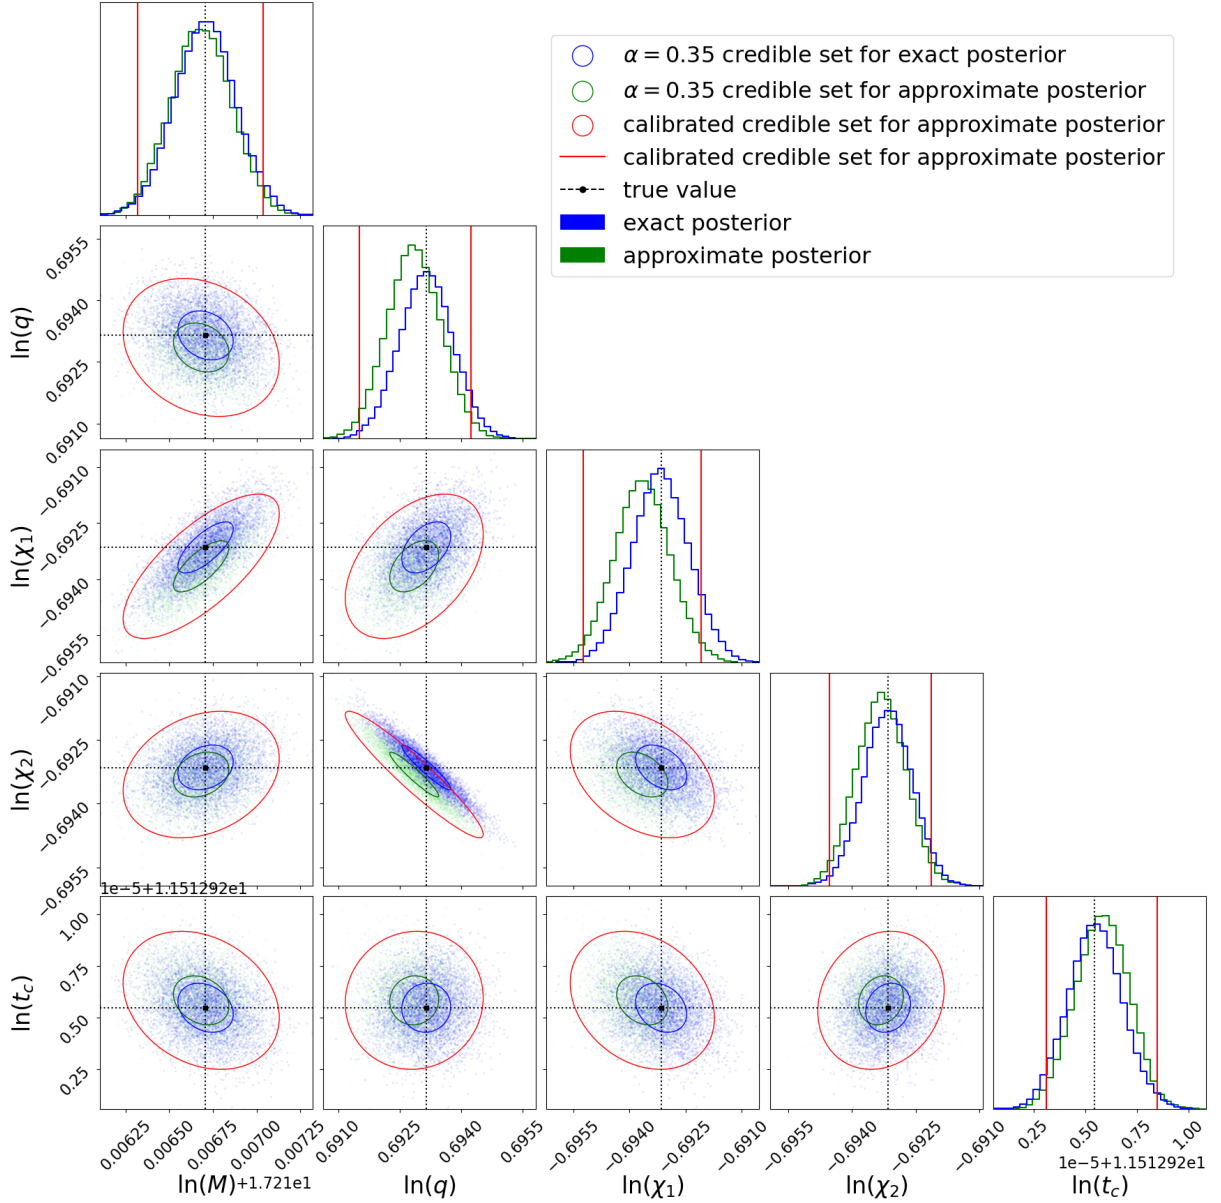 α = 0.35 credible set for exact posterior
α = 0.35 credible set for approximate posterior
calibrated credible set for approximate posterior
calibrated credible set for approximate posterior
true value
exact posterior
approximate posterior
ln(q)
0.6955
0.6940
0.6925
0.6910
ln(χ₁)
−0.6910
−0.6925
−0.6940
−0.6955
ln(χ₂)
−0.6910
−0.6925
−0.6940
−0.6955
1e−5+1.151292e1
ln(t_c)
1.00
0.75
0.50
0.25
0.00625 0.00650 0.00675 0.00700 0.00725
+1.721e1
ln(M)
0.6910 0.6925 0.6940 0.6955
ln(q)
−0.6955 −0.6940 −0.6925 −0.6910
ln(χ₁)
−0.6955 −0.6940 −0.6925 −0.6910
ln(χ₂)
0.25 0.50 0.75 1.00
1e−5+1.151292e1
ln(t_c)